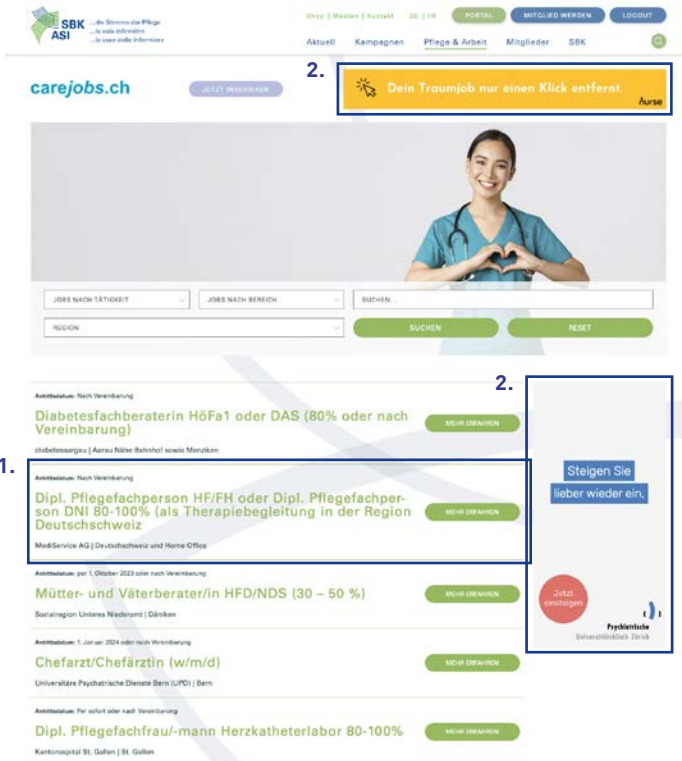 SBK
ASI
...die Stimme der Pflege
...la voix infirmière
...la voce delle infermiere
Shop | Medien | Kontakt DE | FR PORTAL MITGLIED WERDEN LOGOUT
Aktuell Kampagnen Pflege & Arbeit Mitglieder SBK
carejobs.ch
JETZT INSERIEREN
2.
Dein Traumjob nur einen Klick entfernt.
nurse
JOBS NACH TÄTIGKEIT
JOBS NACH BEREICH
SUCHEN...
REGION
SUCHEN
RESET
Antrittsdatum: Nach Vereinbarung
Diabetesfachberaterin HöFa1 oder DAS (80% oder nach
Vereinbarung)
MEHR ERFAHREN
diabetesaargau | Aarau Nähe Bahnhof sowie Menziken
1.
Antrittsdatum: Nach Vereinbarung
Dipl. Pflegefachperson HF/FH oder Dipl. Pflegefachper-
son DNI 80-100% (als Therapiebegleitung in der Region
Deutschschweiz
MEHR ERFAHREN
MediService AG | Deutschschweiz und Home Office
Antrittsdatum: per 1. Oktober 2023 oder nach Vereinbarung
Mütter- und Väterberater/in HFD/NDS (30 – 50 %)
MEHR ERFAHREN
Sozialregion Unteres Niederamt | Däniken
Antrittsdatum: 1. Januar 2024 oder nach Vereinbarung
Chefarzt/Chefärztin (w/m/d)
MEHR ERFAHREN
Universitäre Psychiatrische Dienste Bern (UPD) | Bern
Antrittsdatum: Per sofort oder nach Vereinbarung
Dipl. Pflegefachfrau/-mann Herzkatheterlabor 80-100%
MEHR ERFAHREN
Kantonsspital St. Gallen | St. Gallen
2.
Steigen Sie
lieber wieder ein.
Jetzt
einsteigen
Psychiatrische
Universitätsklinik Zürich